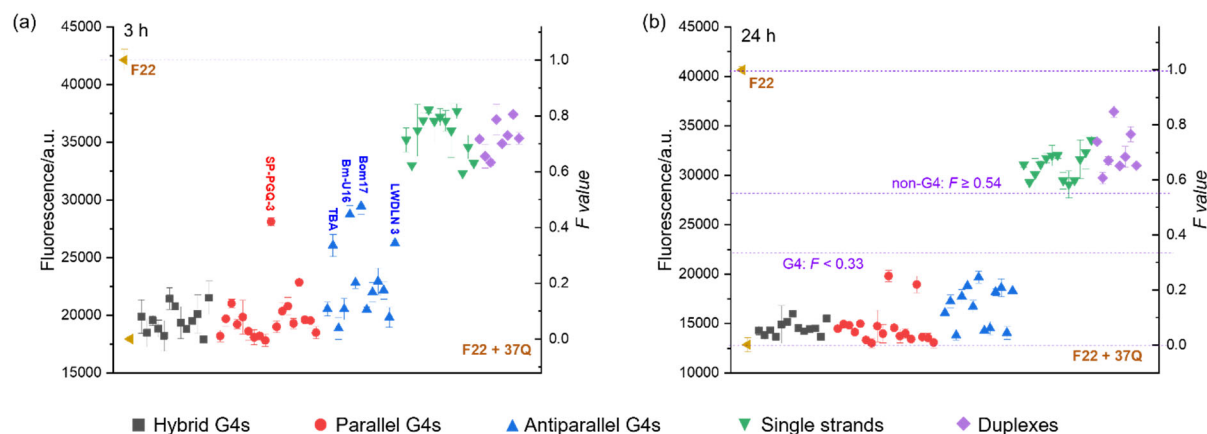 (a)
3 h
45000
40000
35000
30000
25000
20000
15000
Fluorescence/a.u.
F22
SP-PGQ-3
TBA
Bm-U16
Bom17
LWDLN 3
F22 + 37Q
1.0
0.8
0.6
0.4
0.2
0.0
F value
(b)
24 h
45000
40000
35000
30000
25000
20000
15000
10000
Fluorescence/a.u.
F22
non-G4: F ≥ 0.54
G4: F < 0.33
F22 + 37Q
1.0
0.8
0.6
0.4
0.2
0.0
F value
Hybrid G4s
Parallel G4s
Antiparallel G4s
Single strands
Duplexes